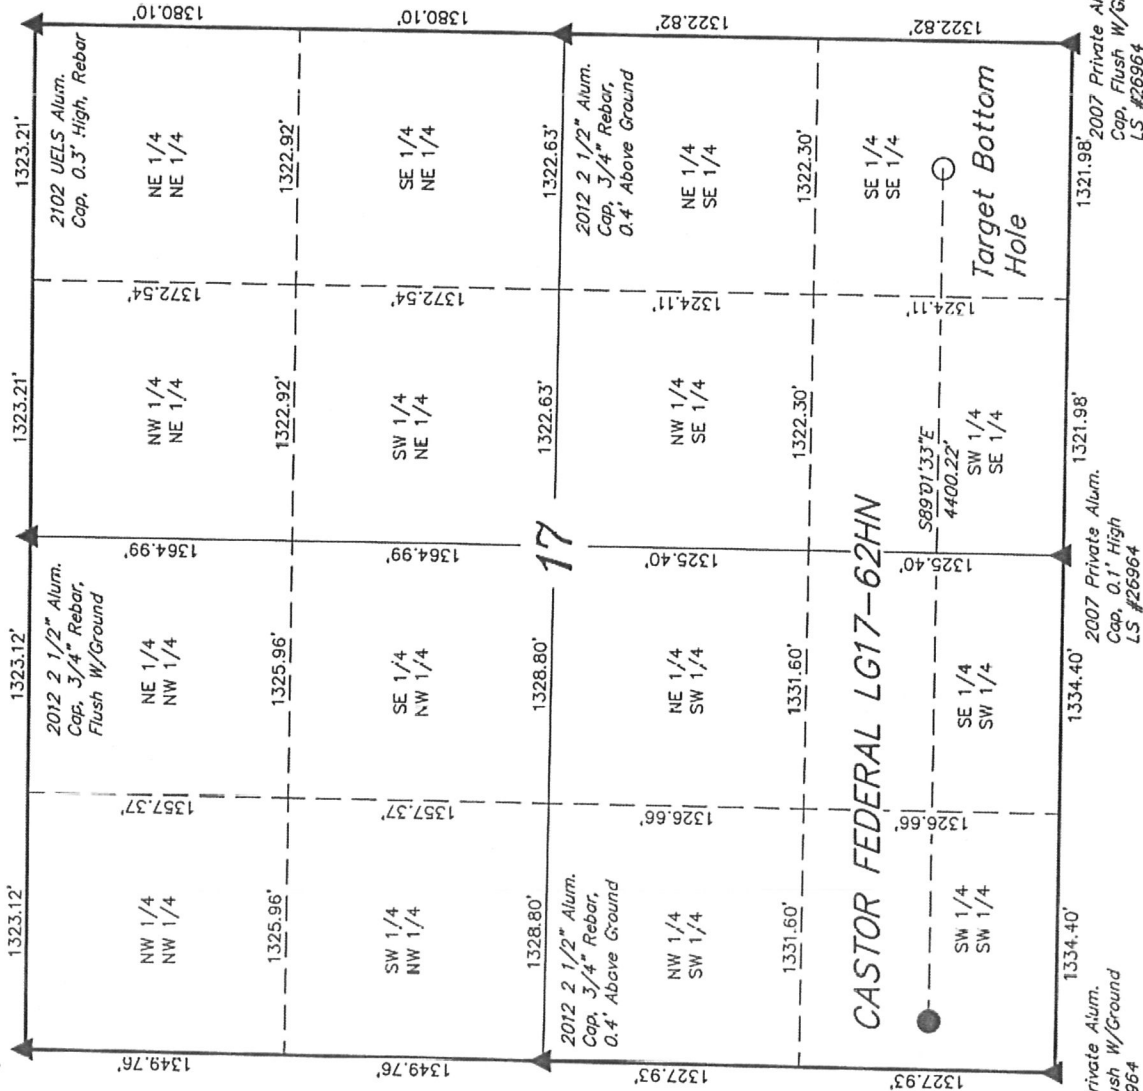 1323.12'
1323.12'
1323.21'
1323.21'
2012 2 1/2" Alum.
Cap, 3/4" Rebar,
Flush W/Ground
2102 UELS Alum.
Cap, 0.3' High, Rebar
NW 1/4
NW 1/4
NE 1/4
NW 1/4
NW 1/4
NE 1/4
NE 1/4
NE 1/4
1349.76'
1357.37'
1364.99'
1372.54'
1380.10'
1325.96'
1325.96'
1322.92'
1322.92'
SW 1/4
NW 1/4
SE 1/4
NW 1/4
SW 1/4
NE 1/4
SE 1/4
NE 1/4
1349.76'
1357.37'
1364.99'
1372.54'
1380.10'
1328.80'
1328.80'
17
1322.63'
1322.63'
2012 2 1/2" Alum.
Cap, 3/4" Rebar,
0.4' Above Ground
2012 2 1/2" Alum.
Cap, 3/4" Rebar,
0.4' Above Ground
NW 1/4
SW 1/4
NE 1/4
SW 1/4
NW 1/4
SE 1/4
NE 1/4
SE 1/4
1327.93'
1326.66'
1325.40'
1324.11'
1322.82'
1331.60'
1331.60'
1322.30'
1322.30'
CASTOR FEDERAL LG17-62HN
S89°01'33"E
4400.22'
SW 1/4
SW 1/4
SE 1/4
SW 1/4
SW 1/4
SE 1/4
SE 1/4
SE 1/4
Target Bottom
Hole
1327.93'
1326.66'
1325.40'
1324.11'
1322.82'
1334.40'
1334.40'
1321.98'
1321.98'
Alum.
W/Ground
2007 Private Alum.
Cap, 0.1' High
LS #26964
2007 Private
Cap, Flush
LS #26964